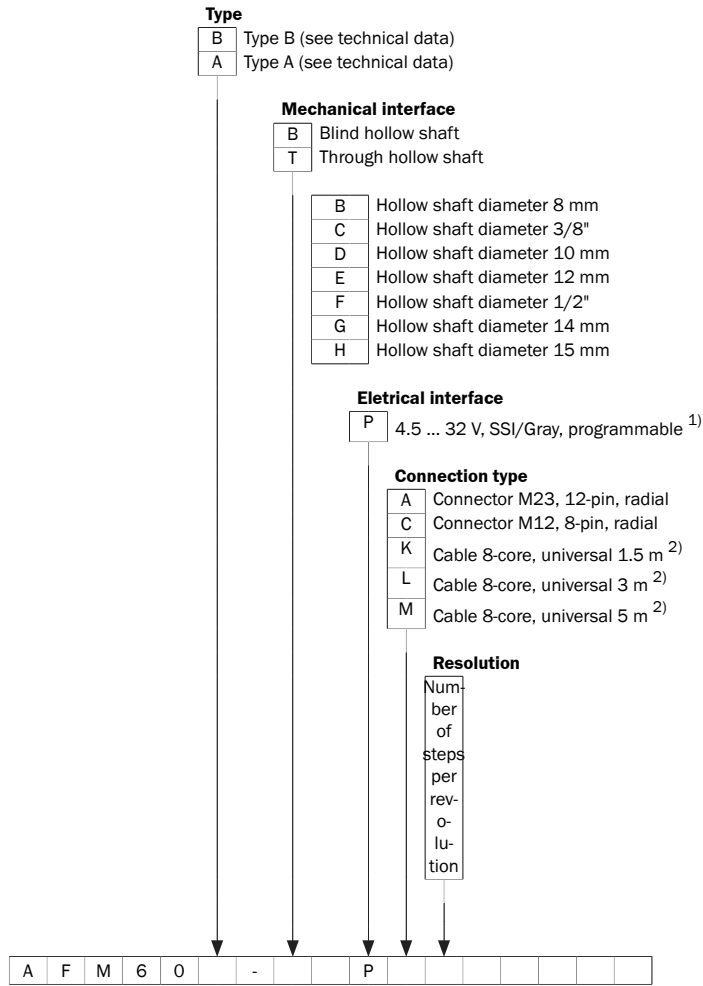 Type
B Type B (see technical data)
A Type A (see technical data)
Mechanical interface
B Blind hollow shaft
T Through hollow shaft
B Hollow shaft diameter 8 mm
C Hollow shaft diameter 3/8"
D Hollow shaft diameter 10 mm
E Hollow shaft diameter 12 mm
F Hollow shaft diameter 1/2"
G Hollow shaft diameter 14 mm
H Hollow shaft diameter 15 mm
Eletrical interface
P 4.5 ... 32 V, SSI/Gray, programmable 1)
Connection type
A Connector M23, 12-pin, radial
C Connector M12, 8-pin, radial
K Cable 8-core, universal 1.5 m 2)
L Cable 8-core, universal 3 m 2)
M Cable 8-core, universal 5 m 2)
Resolution
Num-
ber
of
steps
per
rev-
o-
lu-
tion
A F M 6 0 - P